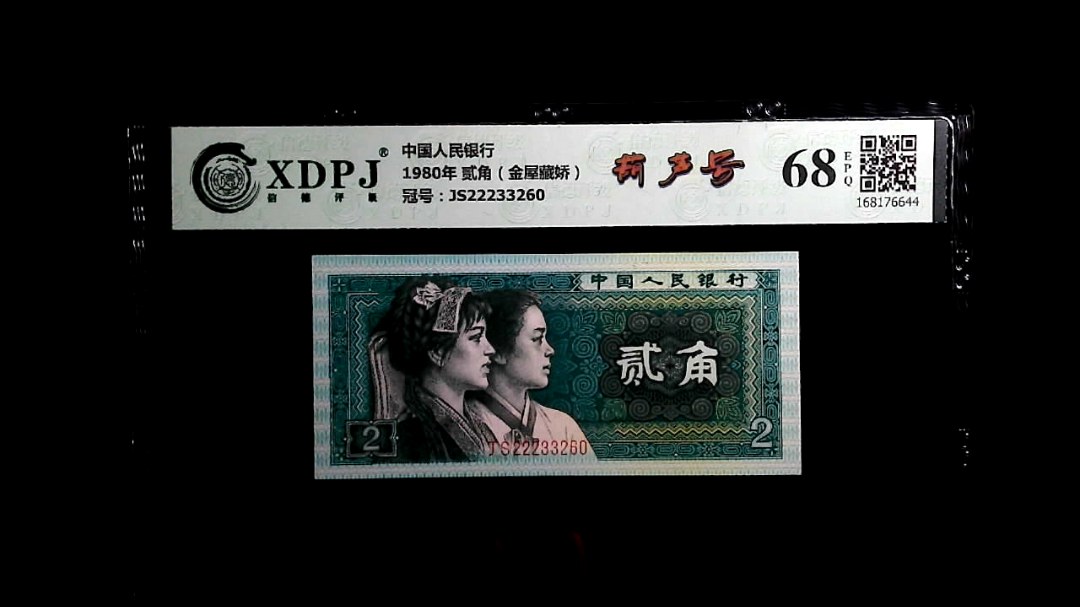 XDPJ®
信德评级
中国人民银行
1980年 贰角（金屋藏娇）
冠号：JS22233260
葫芦号
68
EPQ
168176644
中国人民银行
贰角
2
2
JS22233260